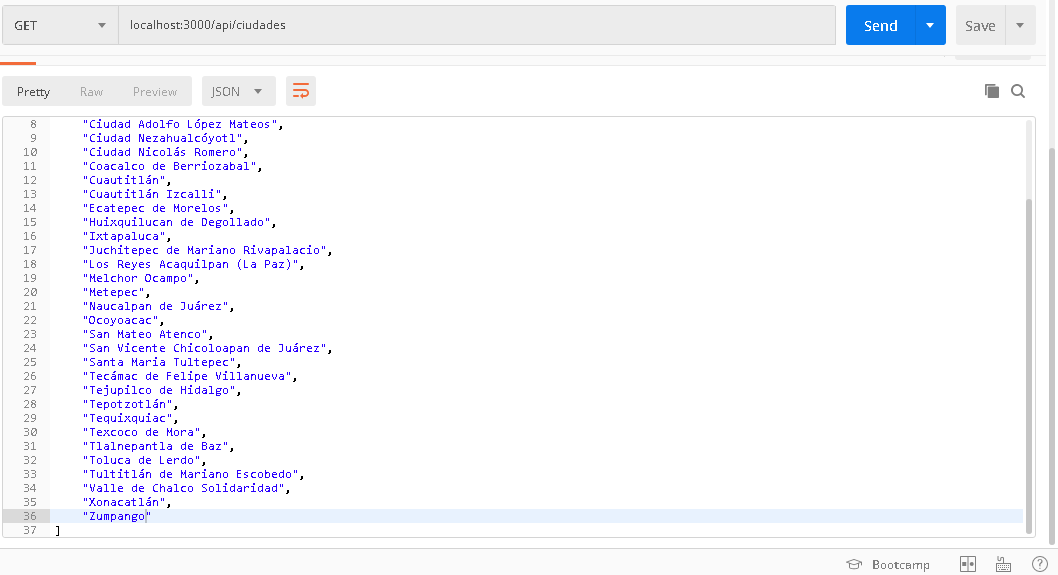 GET localhost:3000/api/ciudades Send Save
Pretty Raw Preview JSON
8 "Ciudad Adolfo López Mateos",
9 "Ciudad Nezahualcóyotl",
10 "Ciudad Nicolás Romero",
11 "Coacalco de Berriozabal",
12 "Cuautitlán",
13 "Cuautitlán Izcalli",
14 "Ecatepec de Morelos",
15 "Huixquilucan de Degollado",
16 "Ixtapaluca",
17 "Juchitepec de Mariano Rivapalacio",
18 "Los Reyes Acaquilpan (La Paz)",
19 "Melchor Ocampo",
20 "Metepec",
21 "Naucalpan de Juárez",
22 "Ocoyoacac",
23 "San Mateo Atenco",
24 "San Vicente Chicoloapan de Juárez",
25 "Santa Maria Tultepec",
26 "Tecámac de Felipe Villanueva",
27 "Tejupilco de Hidalgo",
28 "Tepotzotlán",
29 "Tequixquiac",
30 "Texcoco de Mora",
31 "Tlalnepantla de Baz",
32 "Toluca de Lerdo",
33 "Tultitlán de Mariano Escobedo",
34 "Valle de Chalco Solidaridad",
35 "Xonacatlán",
36 "Zumpango"
37 ]
Bootcamp